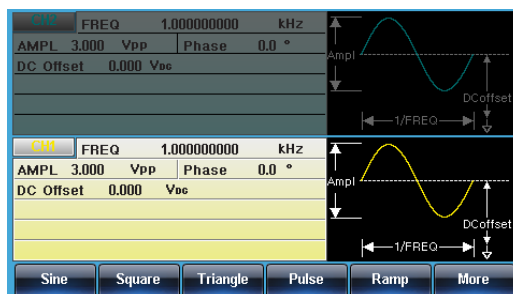 FREQ 1.000000000 kHz
AMPL 3.000 Vpp Phase 0.0 °
DC Offset 0.000 VDC
Ampl
DCoffset
1/FREQ
FREQ 1.000000000 kHz
AMPL 3.000 Vpp Phase 0.0 °
DC Offset 0.000 VDC
Ampl
DCoffset
1/FREQ
Sine Square Triangle Pulse Ramp More